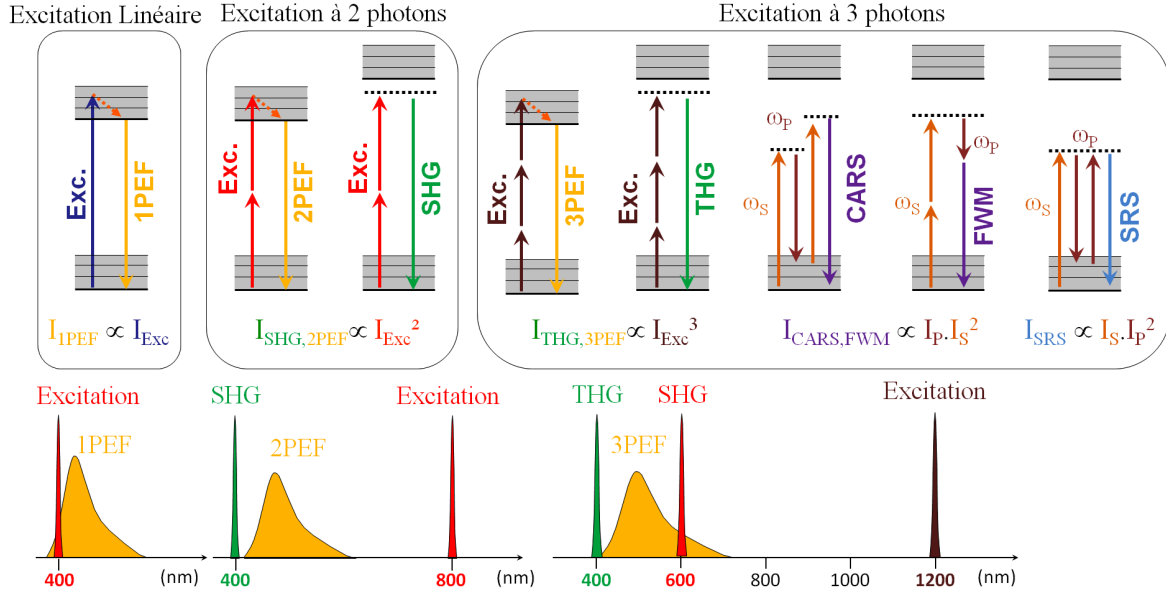 Excitation Linéaire
Excitation à 2 photons
Excitation à 3 photons
Exc.
1PEF
Exc.
Exc.
2PEF
Exc.
Exc.
SHG
Exc.
3PEF
Exc.
THG
ωS
ωP
CARS
ωS
ωP
FWM
ωS
ωP
SRS
I1PEF ∝ IExc
ISHG,2PEF ∝ IExc²
ITHG,3PEF ∝ IExc³
ICARS,FWM ∝ IP.IS²
ISRS ∝ IS.IP²
Excitation
1PEF
400
(nm)
SHG
2PEF
Excitation
400
800
(nm)
THG
3PEF
SHG
Excitation
400
600
800
1000
1200
(nm)